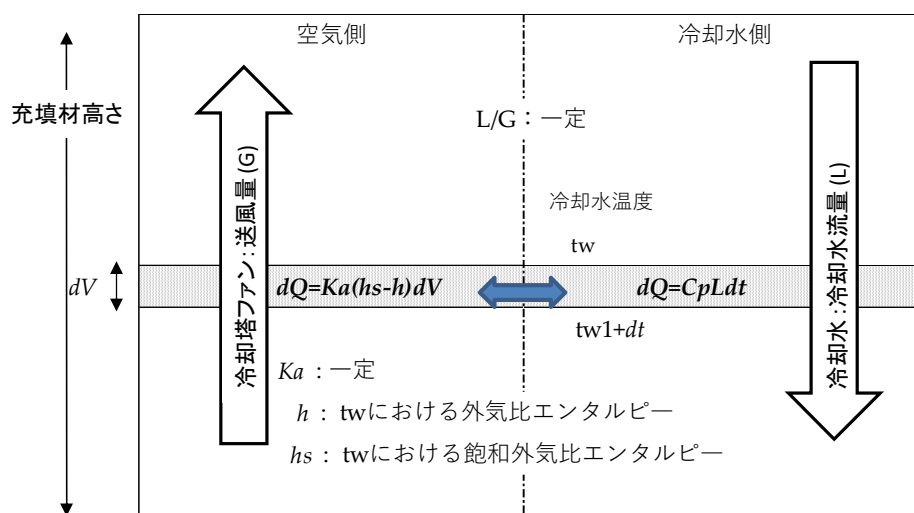 空気側
冷却水側
充填材高さ
L/G：一定
冷却塔ファン：送風量(G)
冷却水：冷却水流量(L)
冷却水温度
tw
dV
dQ=Ka(hs-h)dV
dQ=CpLdt
tw1+dt
Ka：一定
h：twにおける外気比エンタルピー
hs：twにおける飽和外気比エンタルピー